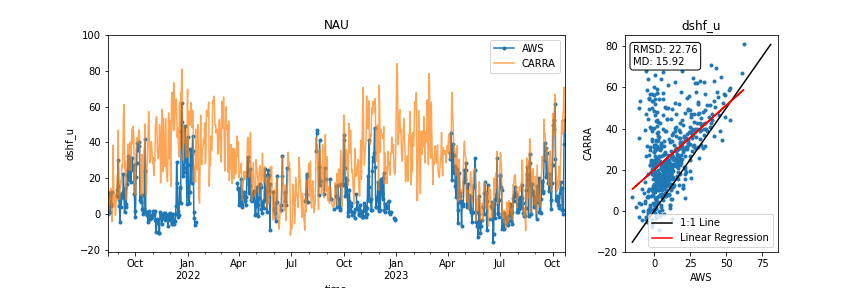 NAU
dshf_u
100
80
60
40
20
0
−20
dshf_u
AWS
CARRA
Oct
Jan
2022
Apr
Jul
Oct
Jan
2023
Apr
Oct
time
RMSD: 22.76
MD: 15.92
80
60
40
20
0
−20
CARRA
1:1 Line
Linear Regression
0
25
50
75
AWS